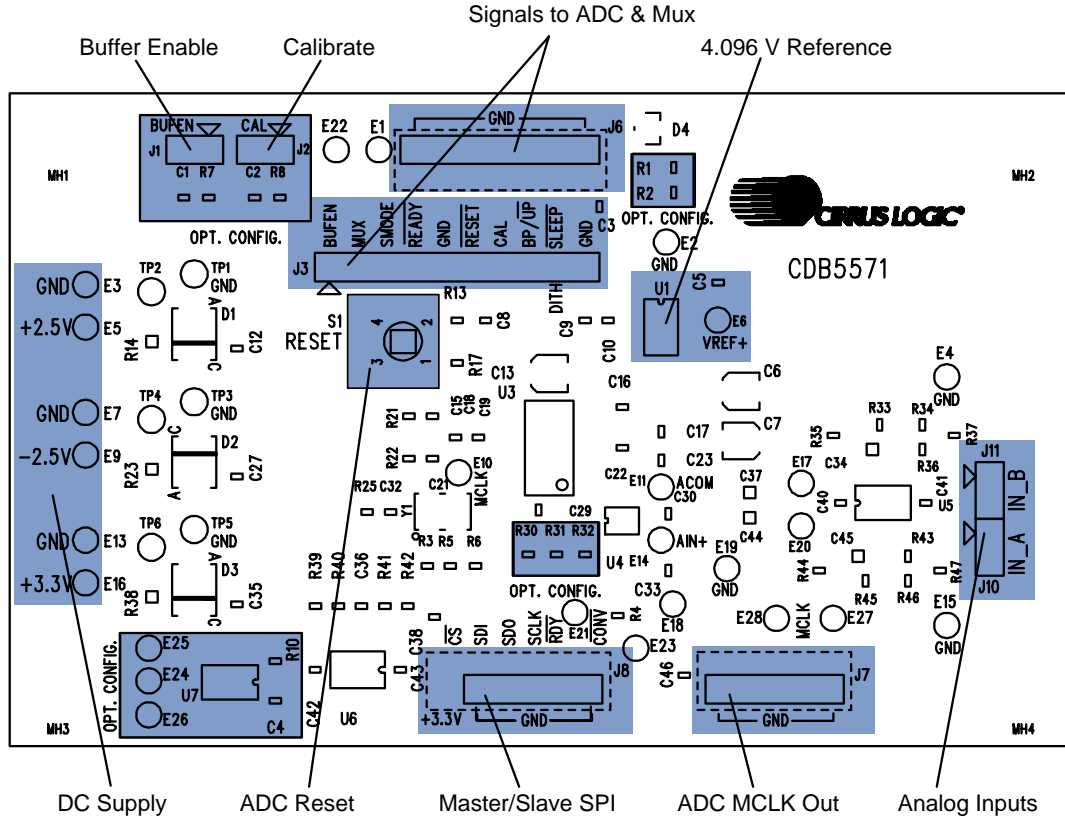 Signals to ADC & Mux
Buffer Enable
Calibrate
4.096 V Reference
BUFEN
CAL
J1
J2
C1
R7
C2
R8
OPT. CONFIG.
E22
E1
GND
J6
D4
R1
R2
OPT. CONFIG.
MH1
MH2
CIRRUS LOGIC®
CDB5571
BUFEN
MUX
SMODE
READY
GND
RESET
CAL
BP/UP
SLEEP
GND
C3
J3
DITH
E2
GND
U1
C5
E6
VREF+
GND
E3
+2.5V
E5
TP2
TP1
GND
A
D1
C
R14
C12
S1
RESET
4
2
3
1
R13
C8
R17
C9
C10
C13
U3
C16
C6
C7
E4
GND
GND
E7
-2.5V
E9
TP4
TP3
GND
C
D2
A
R23
C27
R21
R22
C15
C18
C19
E10
MCLK
C21
R25
C32
Y1
R3
R5
R6
C17
C23
C22
E11
ACOM
C30
C29
C37
C44
E17
E20
R33
R34
R35
R36
R37
C34
C40
C41
U5
J11
IN_B
IN_A
J10
GND
E13
+3.3V
E16
TP6
TP5
GND
A
D3
C
R38
C35
R39
R40
C36
R41
R42
R30
R31
R32
OPT. CONFIG.
U4
AIN+
E14
C33
E19
GND
C45
R43
R44
R45
R46
R47
E15
GND
E28
MCLK
E27
E18
R4
E21
E23
OPT. CONFIG.
E25
E24
E26
U7
R10
C4
C42
U6
C43
C38
CS
SDI
SDO
SCLK
RDY
CONV
J8
+3.3V
GND
C46
J7
GND
MH3
MH4
DC Supply
ADC Reset
Master/Slave SPI
ADC MCLK Out
Analog Inputs